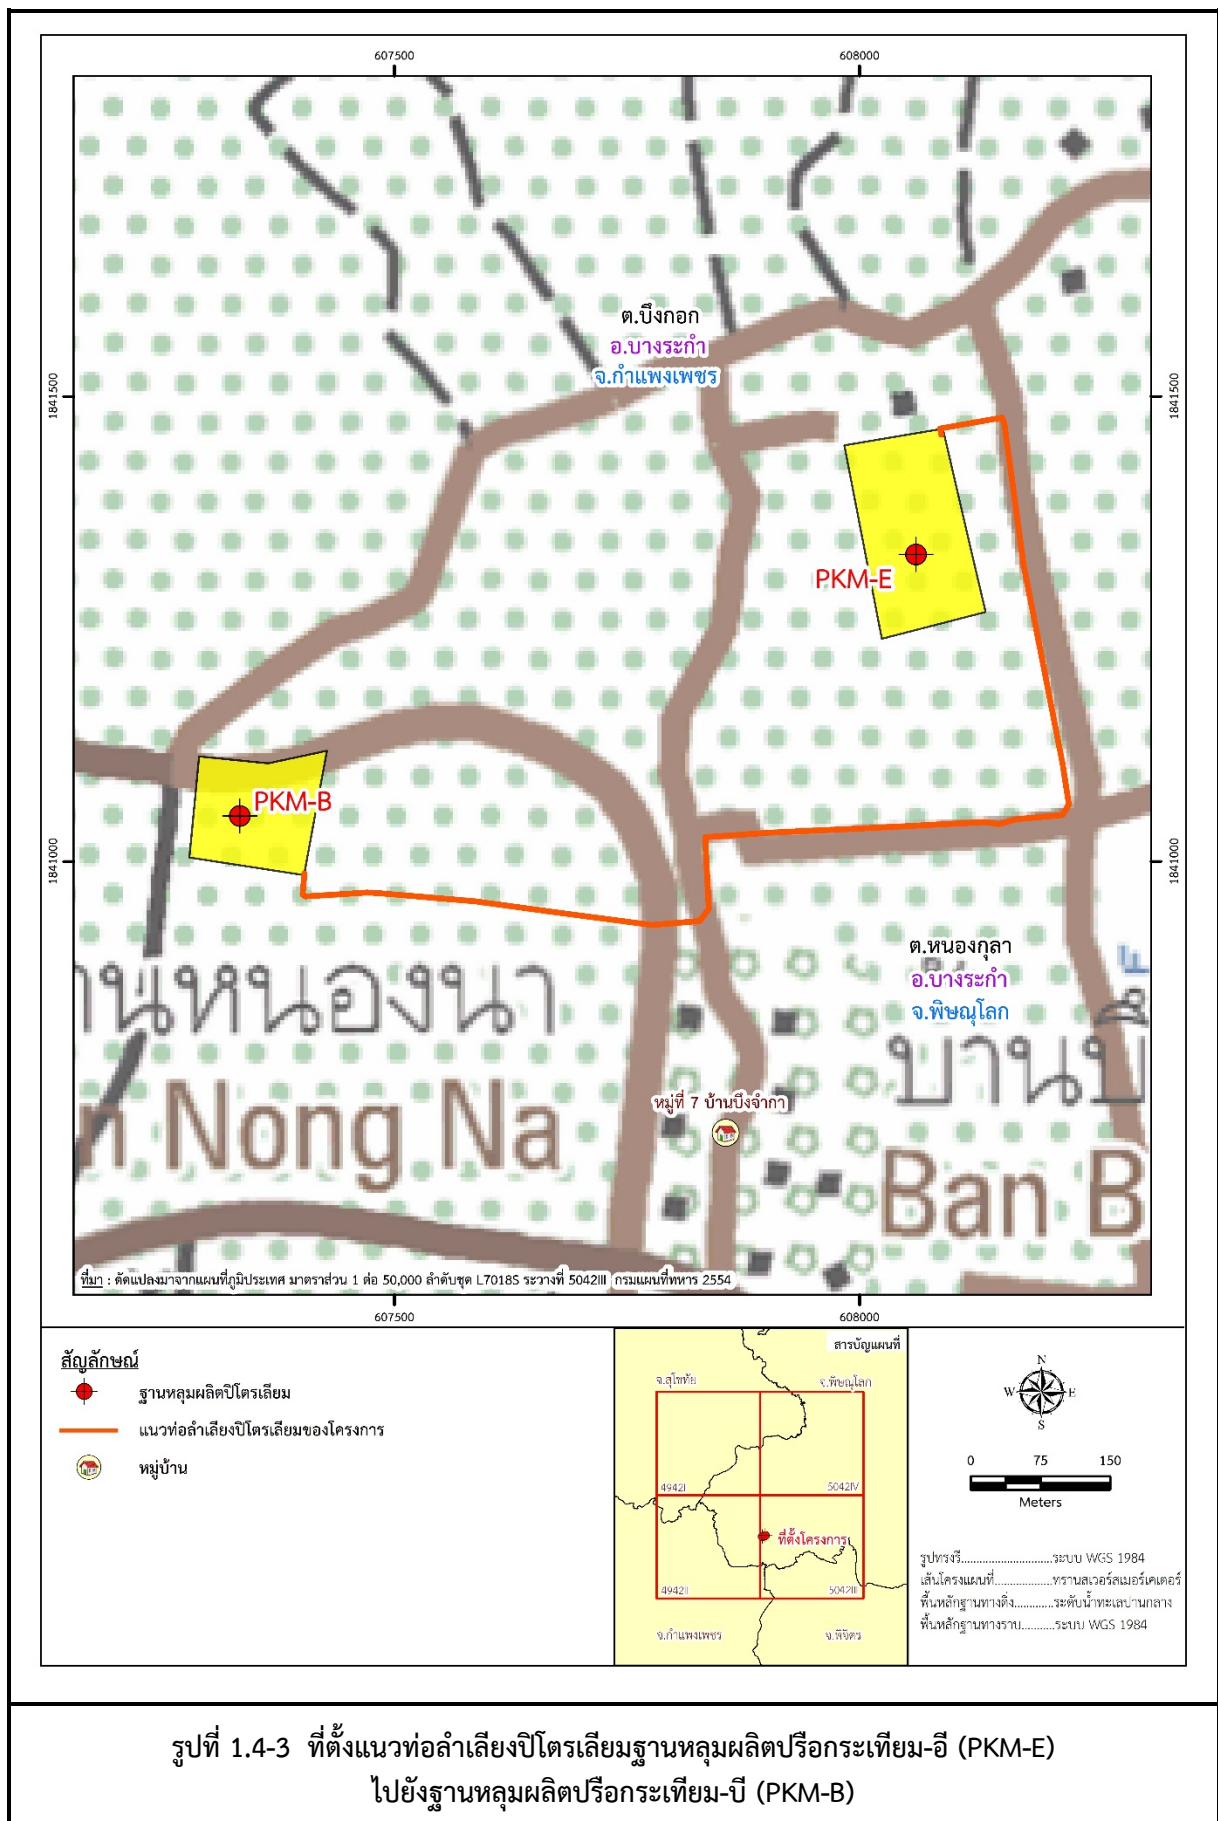 607500
608000
1841500
1841500
ต.บึงกอก
อ.บางระกำ
จ.กำแพงเพชร
PKM-E
PKM-B
1841000
1841000
ต.หนองกุลา
อ.บางระกำ
จ.พิษณุโลก
านหนองนา
n Nong Na
หมู่ที่ 7 บ้านบึงจำกา
Ban B
ที่มา : ดัดแปลงมาจากแผนที่ภูมิประเทศ มาตราส่วน 1 ต่อ 50,000 ลำดับชุด L7018S ระวางที่ 5042III กรมแผนที่ทหาร 2554
607500
608000
สัญลักษณ์
ฐานหลุมผลิตปิโตรเลียม
แนวท่อลำเลียงปิโตรเลียมของโครงการ
หมู่บ้าน
สารบัญแผนที่
จ.สุโขทัย
จ.พิษณุโลก
4942I
5042IV
ที่ตั้งโครงการ
4942II
5042III
จ.กำแพงเพชร
จ.พิจิตร
N
W E
S
0 75 150
Meters
รูปทรงรี.............................ระบบ WGS 1984
เส้นโครงแผนที่..................ทรานสเวอร์สเมอร์เคเตอร์
พื้นหลักฐานทางดิ่ง............ระดับน้ำทะเลปานกลาง
พื้นหลักฐานทางราบ..........ระบบ WGS 1984
รูปที่ 1.4-3 ที่ตั้งแนวท่อลำเลียงปิโตรเลียมฐานหลุมผลิตปรือกระเทียม-อี (PKM-E)
ไปยังฐานหลุมผลิตปรือกระเทียม-บี (PKM-B)